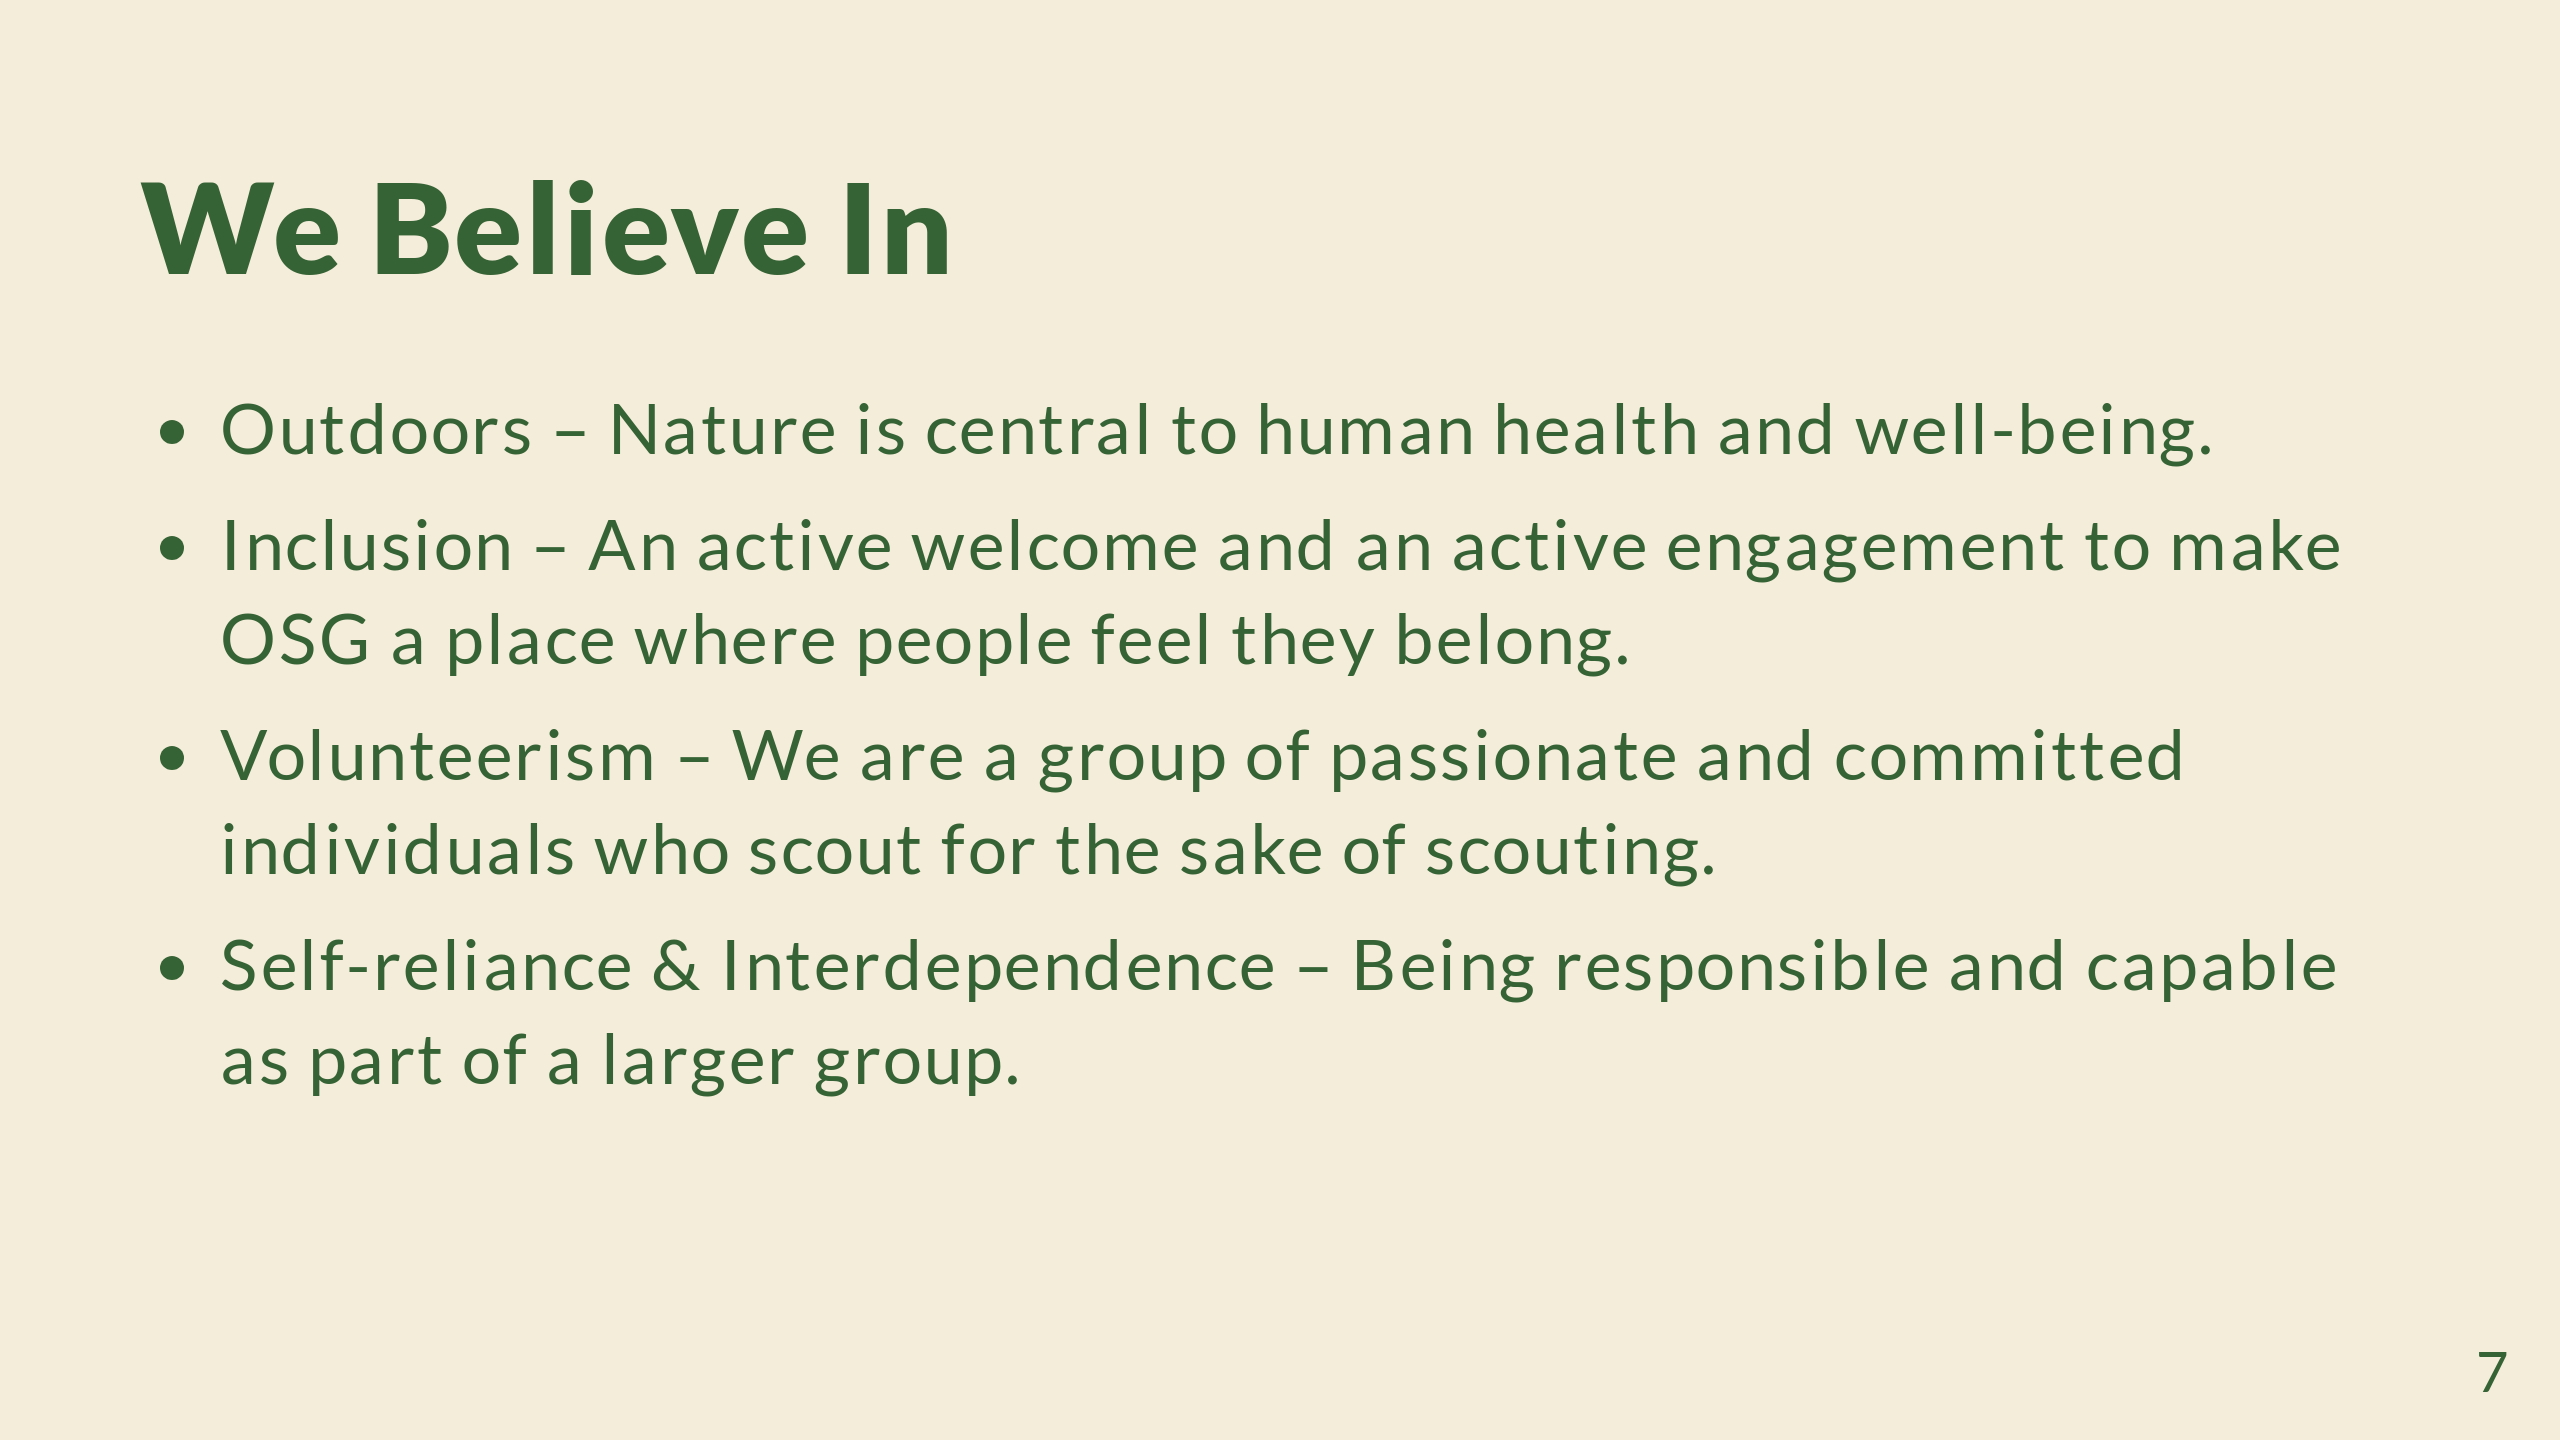 We Believe In
• Outdoors – Nature is central to human health and well-being.
• Inclusion – An active welcome and an active engagement to make
OSG a place where people feel they belong.
• Volunteerism – We are a group of passionate and committed
individuals who scout for the sake of scouting.
• Self-reliance & Interdependence – Being responsible and capable
as part of a larger group.
7